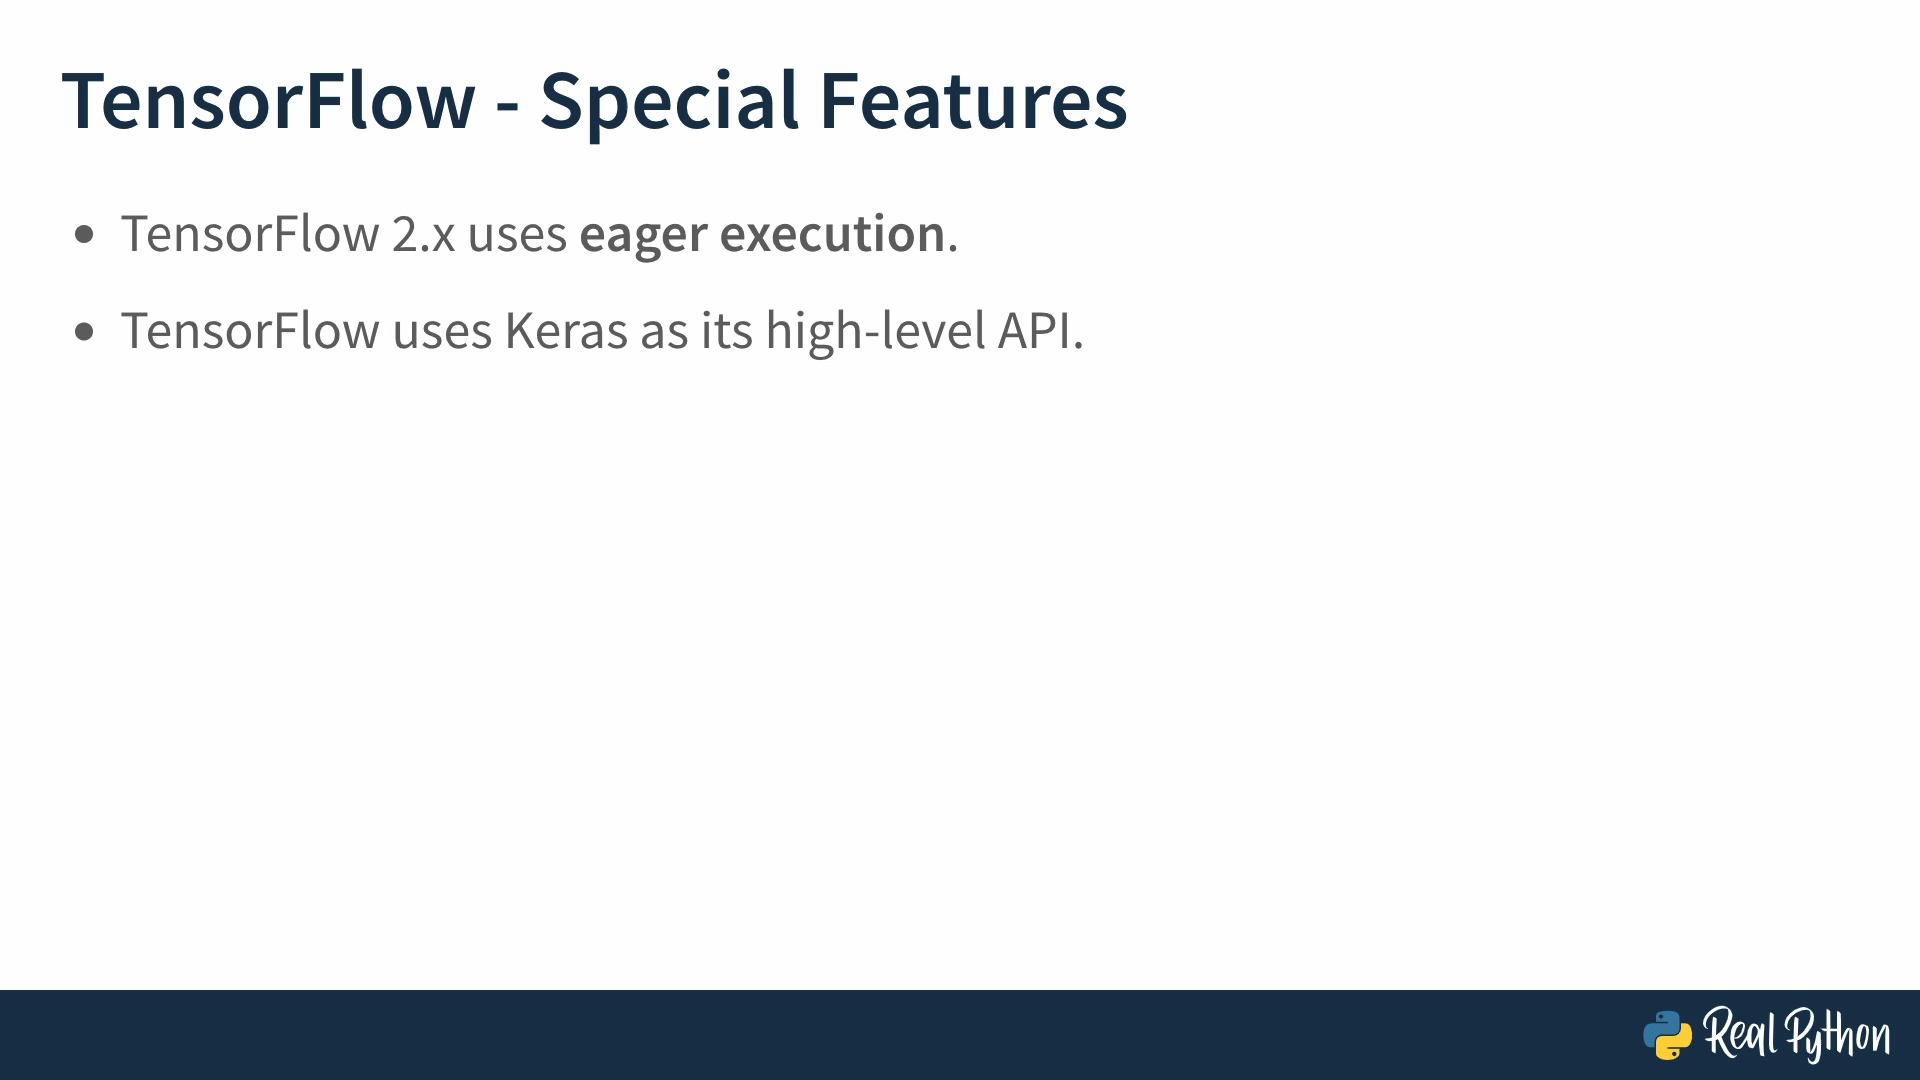 TensorFlow - Special Features
• TensorFlow 2.x uses eager execution.
• TensorFlow uses Keras as its high-level API.
Real Python